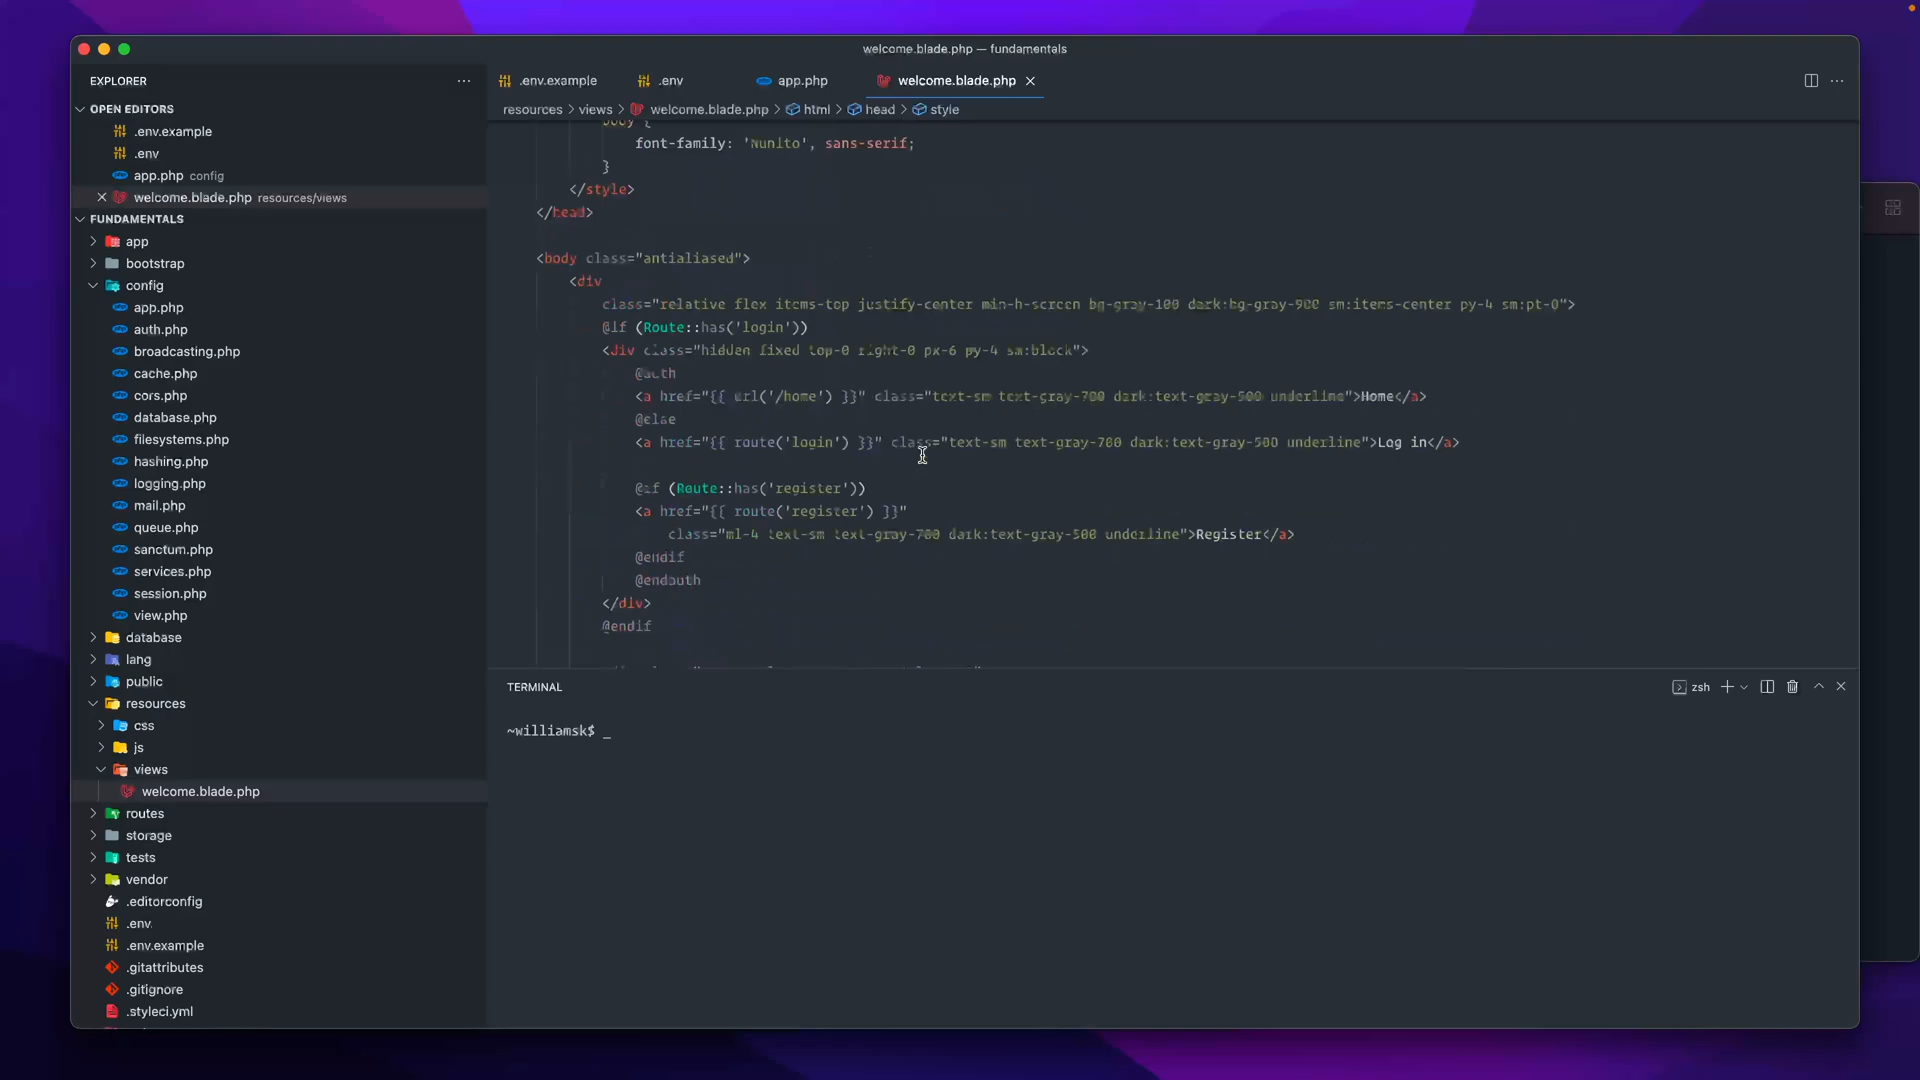 welcome.blade.php — fundamentals
EXPLORER
OPEN EDITORS
.env.example
.env
app.php config
welcome.blade.php resources/views
FUNDAMENTALS
app
bootstrap
config
app.php
auth.php
broadcasting.php
cache.php
cors.php
database.php
filesystems.php
hashing.php
logging.php
mail.php
queue.php
sanctum.php
services.php
session.php
view.php
database
lang
public
resources
css
js
views
welcome.blade.php
routes
storage
tests
vendor
.editorconfig
.env
.env.example
.gitattributes
.gitignore
.styleci.yml
.env.example .env app.php welcome.blade.php
resources > views > welcome.blade.php > html > head > style
body {
font-family: 'Nunito', sans-serif;
}
</style>
</head>
<body class="antialiased">
<div
class="relative flex items-top justify-center min-h-screen bg-gray-100 dark:bg-gray-900 sm:items-center py-4 sm:pt-0">
@if (Route::has('login'))
<div class="hidden fixed top-0 right-0 px-6 py-4 sm:block">
@auth
<a href="{{ url('/home') }}" class="text-sm text-gray-700 dark:text-gray-500 underline">Home</a>
@else
<a href="{{ route('login') }}" class="text-sm text-gray-700 dark:text-gray-500 underline">Log in</a>
@if (Route::has('register'))
<a href="{{ route('register') }}"
class="ml-4 text-sm text-gray-700 dark:text-gray-500 underline">Register</a>
@endif
@endauth
</div>
@endif
TERMINAL
zsh
~williamsk$ _